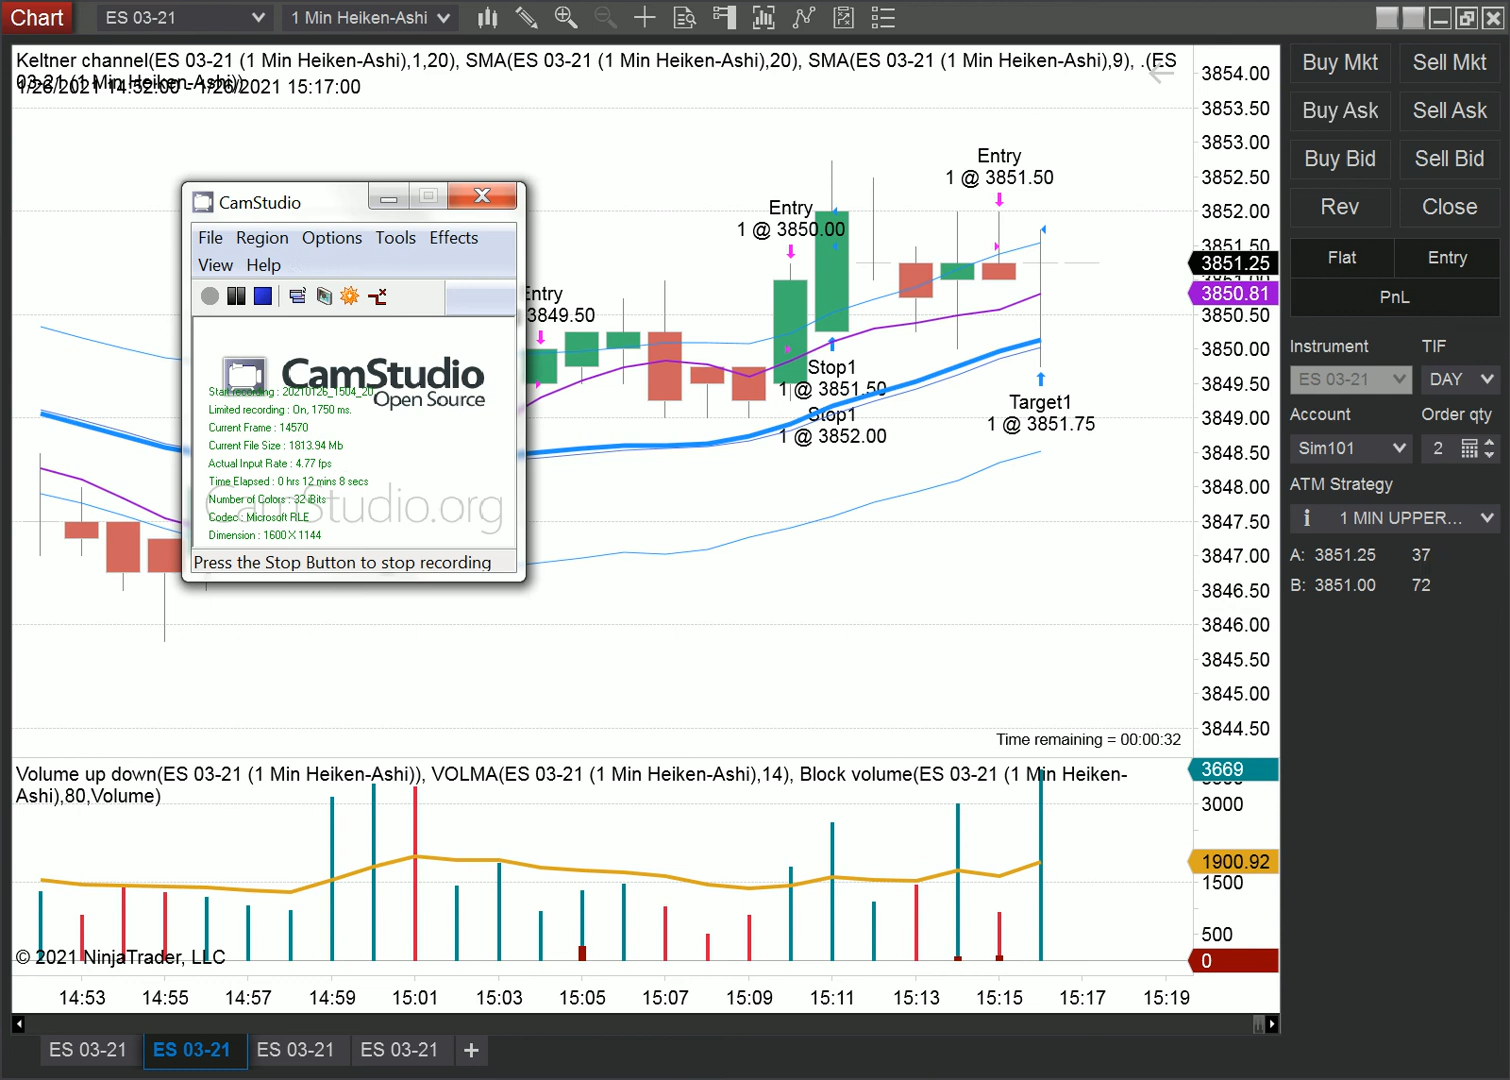 Chart
ES 03-21
1 Min Heiken-Ashi
Keltner channel(ES 03-21 (1 Min Heiken-Ashi),1,20), SMA(ES 03-21 (1 Min Heiken-Ashi),20), SMA(ES 03-21 (1 Min Heiken-Ashi),9), .(ES
03-21 (1 Min Heiken-Ashi))
1/26/2021 14:52:00 - 1/26/2021 15:17:00
CamStudio
File Region Options Tools Effects
View Help
CamStudio
Open Source
Start recording : 20210126_1504_20
Limited recording : On, 1750 ms.
Current Frame : 14570
Current File Size : 1813.94 Mb
Actual Input Rate : 4.77 fps
Time Elapsed : 0 hrs 12 mins 8 secs
Number of Colors : 32 Bits
Codec : Microsoft RLE
Dimension : 1600 X 1144
CamStudio.org
Press the Stop Button to stop recording
Entry
3849.50
Entry
1 @ 3850.00
Entry
1 @ 3851.50
Stop1
1 @ 3851.50
Stop1
1 @ 3852.00
Target1
1 @ 3851.75
3854.00
3853.50
3853.00
3852.50
3852.00
3851.50
3851.25
3850.81
3850.50
3850.00
3849.50
3849.00
3848.50
3848.00
3847.50
3847.00
3846.50
3846.00
3845.50
3845.00
3844.50
Time remaining = 00:00:32
Volume up down(ES 03-21 (1 Min Heiken-Ashi)), VOLMA(ES 03-21 (1 Min Heiken-Ashi),14), Block volume(ES 03-21 (1 Min Heiken-
Ashi),80,Volume)
3669
3000
1900.92
1500
500
0
© 2021 NinjaTrader, LLC
14:53 14:55 14:57 14:59 15:01 15:03 15:05 15:07 15:09 15:11 15:13 15:15 15:17 15:19
ES 03-21 ES 03-21 ES 03-21 ES 03-21 +
Buy Mkt Sell Mkt
Buy Ask Sell Ask
Buy Bid Sell Bid
Rev Close
Flat Entry
PnL
Instrument TIF
ES 03-21 DAY
Account Order qty
Sim101 2
ATM Strategy
1 MIN UPPER...
A: 3851.25 37
B: 3851.00 72